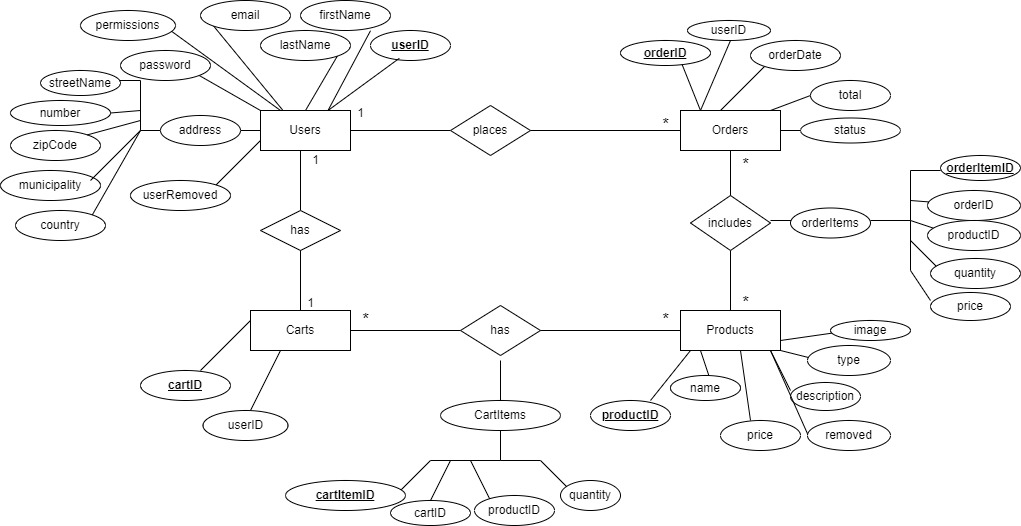 email
firstName
permissions
lastName
userID
password
streetName
number
zipCode
municipality
country
address
userRemoved
Users
1
places
*
userID
orderID
orderDate
total
status
Orders
1
*
has
includes
orderItems
orderItemID
orderID
productID
quantity
price
1
*
Carts
*
has
*
Products
image
type
description
removed
price
name
productID
cartID
userID
CartItems
cartItemID
cartID
productID
quantity